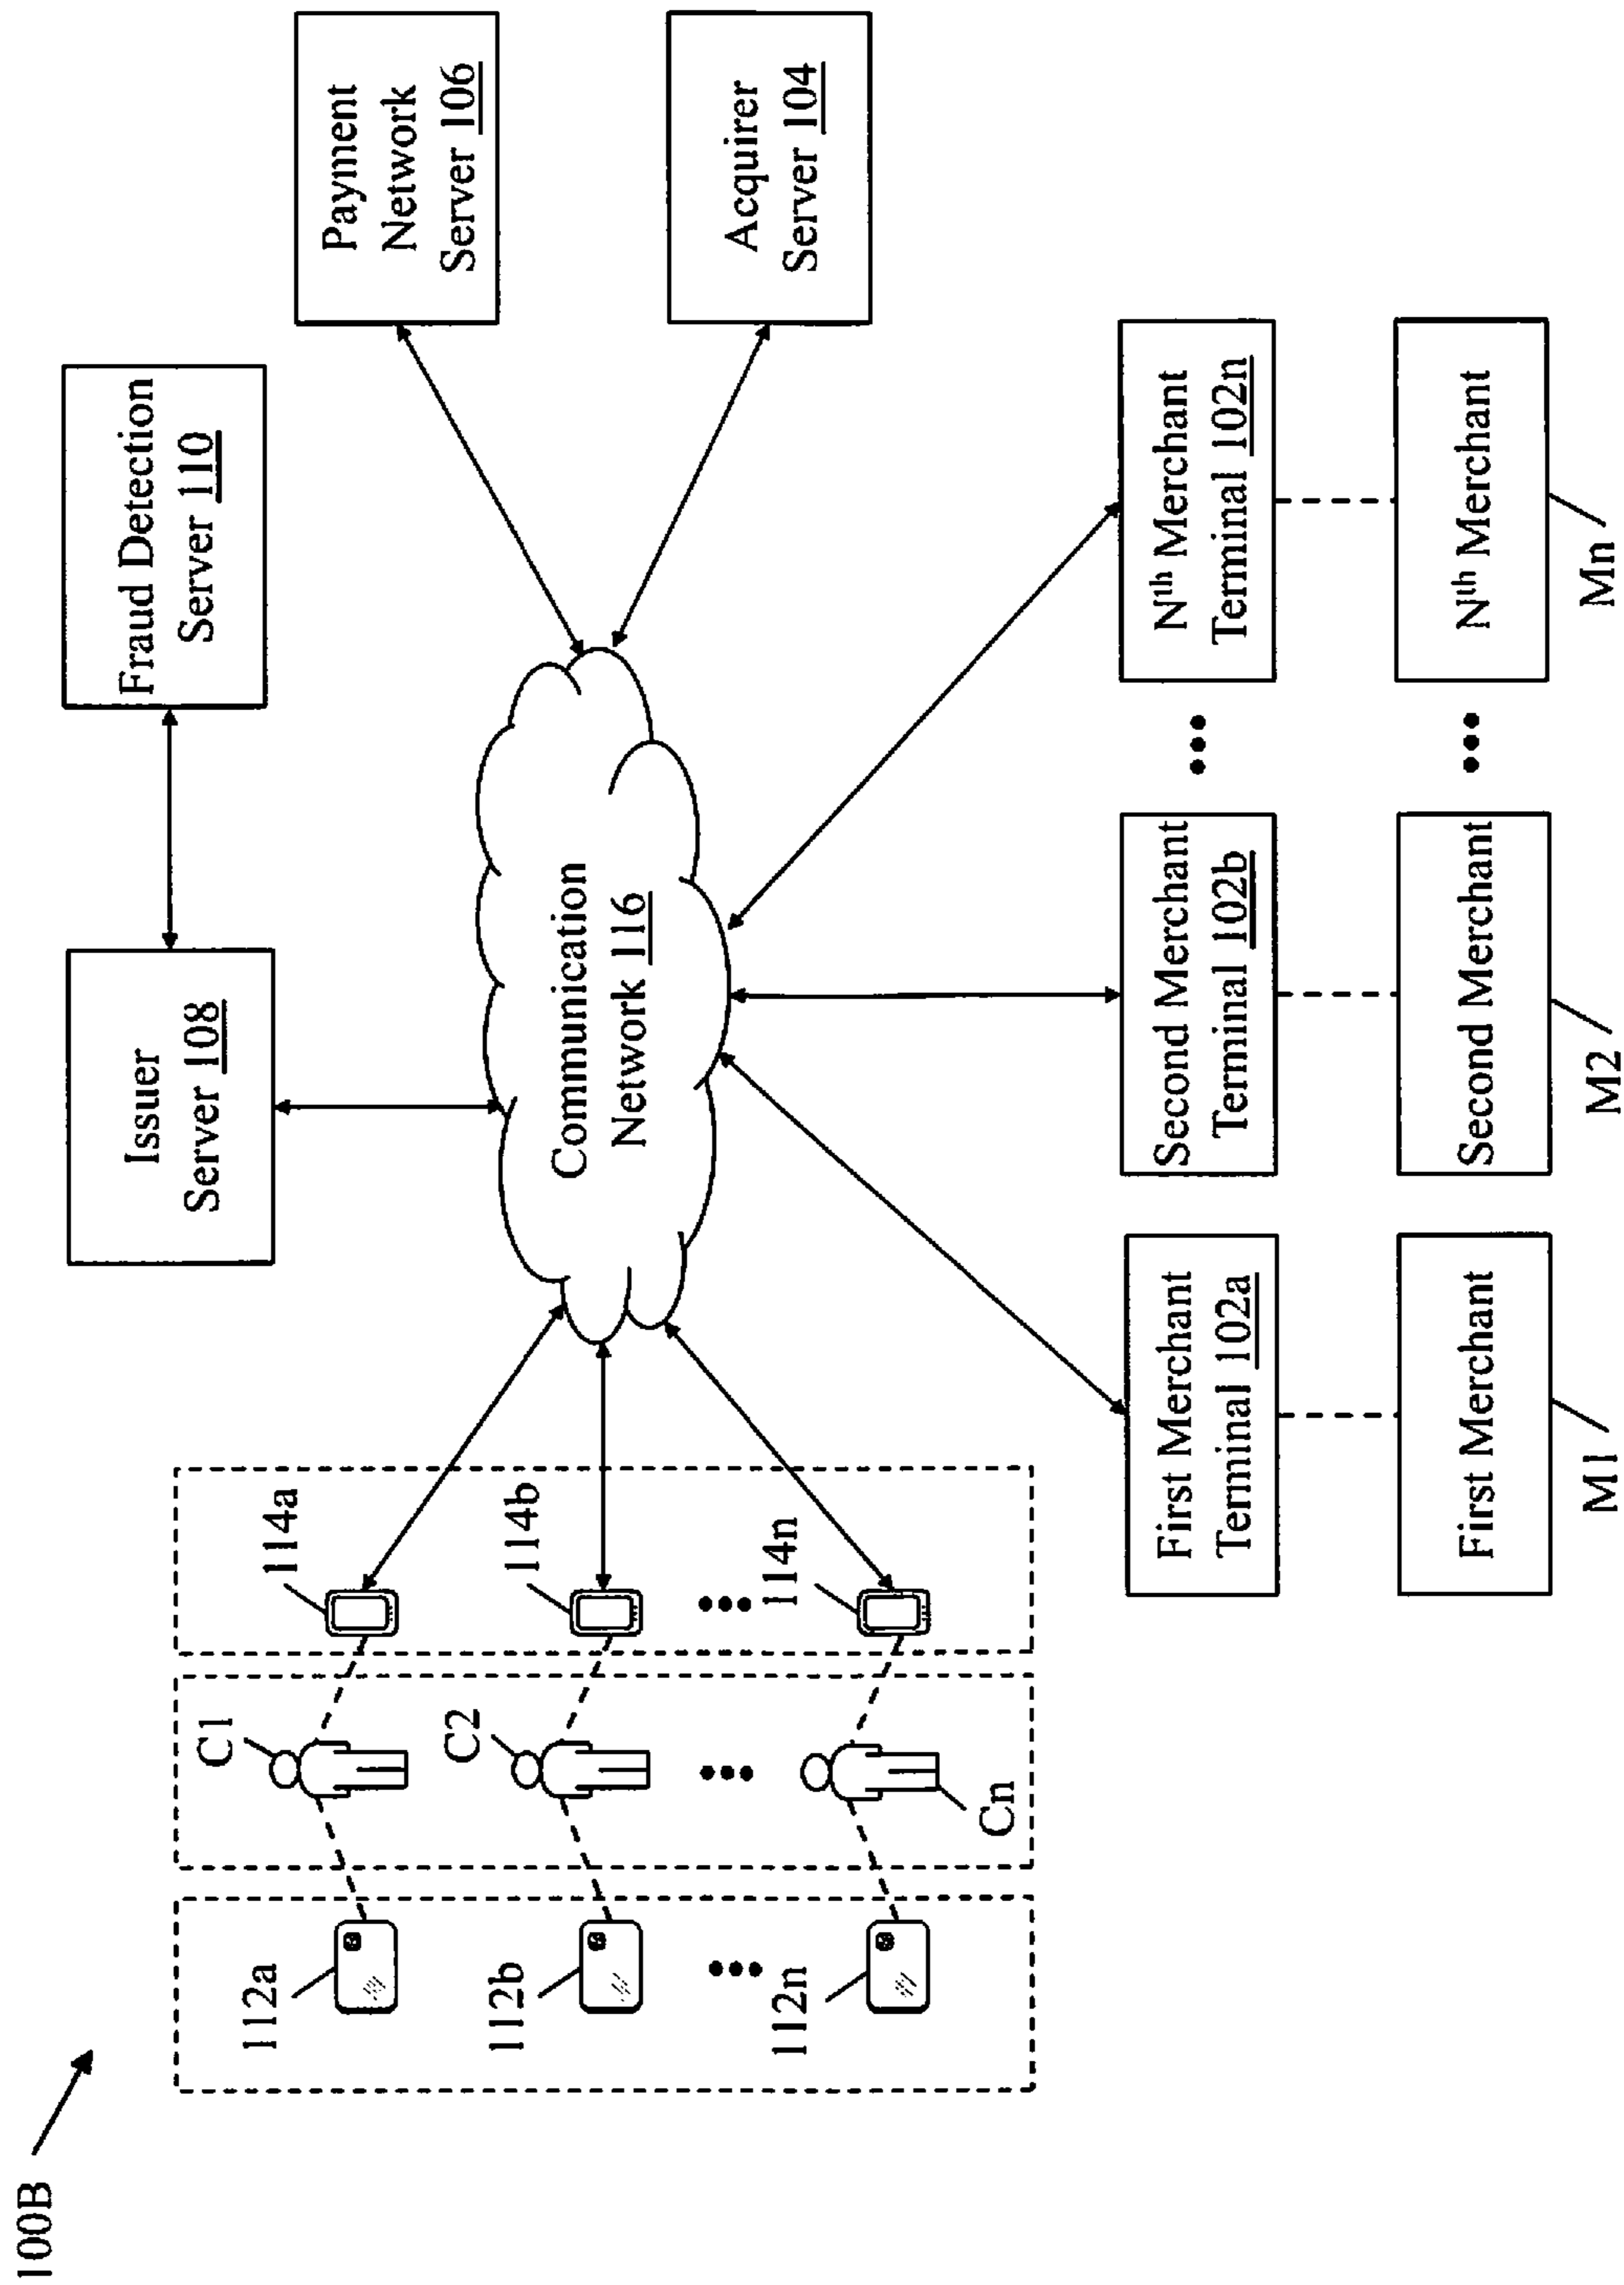 100B
Issuer
Server 108
Fraud Detection
Server 110
Payment
Network
Server 106
Acquirer
Server 104
Communication
Network 116
112a
C1
114a
112b
C2
114b
112n
Cn
114n
First Merchant
Terminal 102a
Second Merchant
Terminal 102b
Nth Merchant
Terminal 102n
First Merchant
Second Merchant
Nth Merchant
M1
M2
Mn